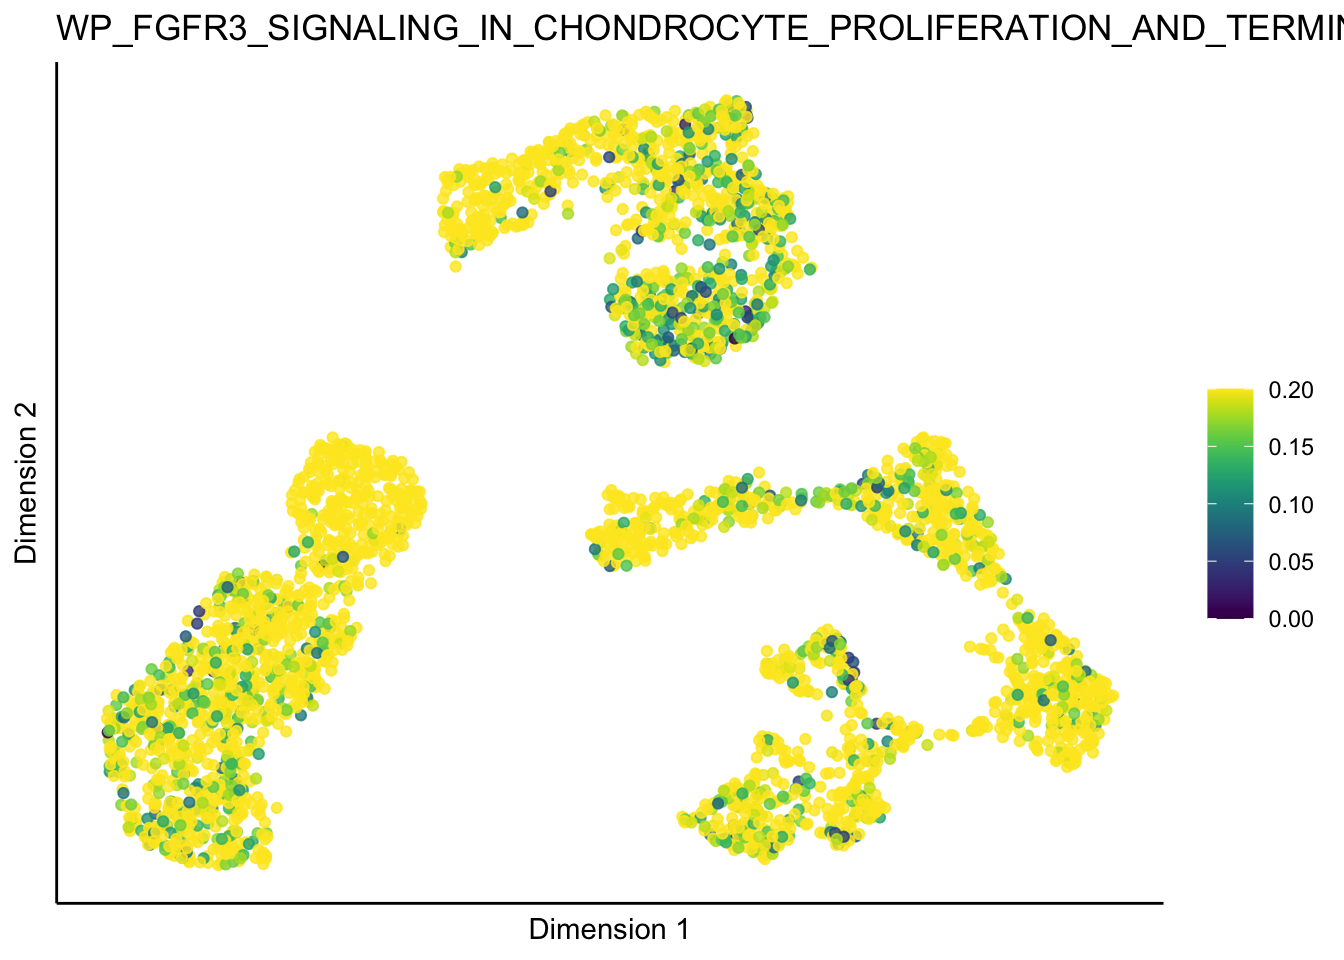 WP_FGFR3_SIGNALING_IN_CHONDROCYTE_PROLIFERATION_AND_TERMIN
Dimension 2
0.20
0.15
0.10
0.05
0.00
Dimension 1